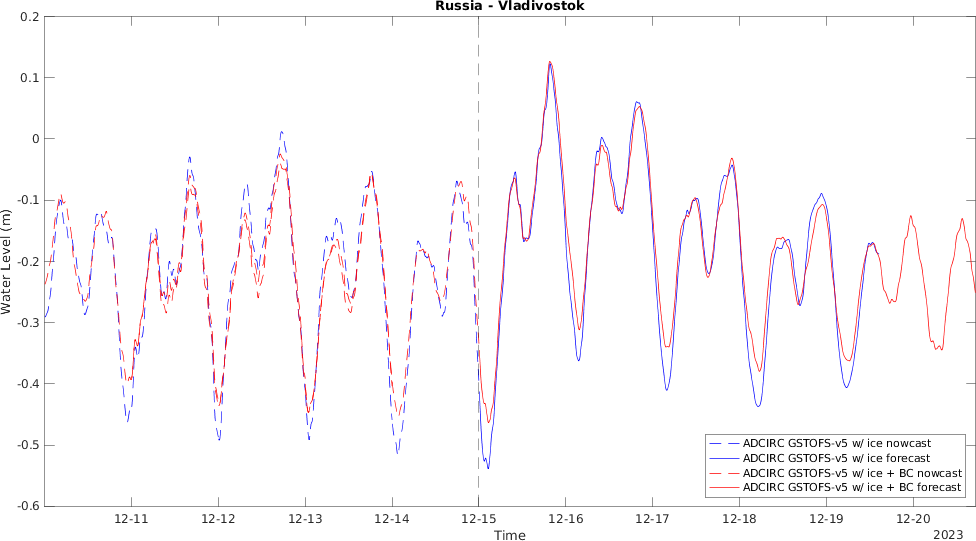 Russia - Vladivostok
0.2
0.1
0
-0.1
-0.2
-0.3
-0.4
-0.5
-0.6
Water Level (m)
12-11 12-12 12-13 12-14 12-15 12-16 12-17 12-18 12-19 12-20
Time
2023
ADCIRC GSTOFS-v5 w/ ice nowcast
ADCIRC GSTOFS-v5 w/ ice forecast
ADCIRC GSTOFS-v5 w/ ice + BC nowcast
ADCIRC GSTOFS-v5 w/ ice + BC forecast